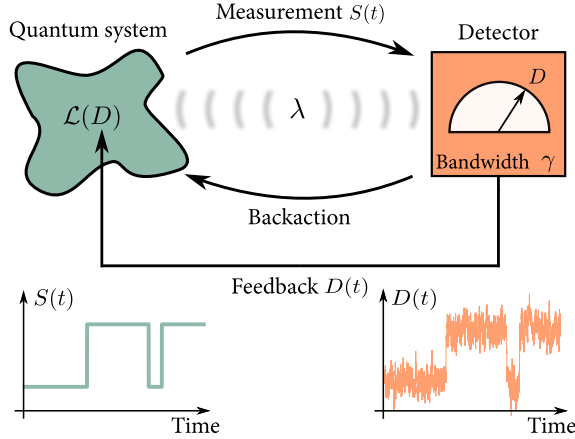 Measurement S(t)
Quantum system
Detector
ℒ(D)
λ
D
Bandwidth γ
Backaction
Feedback D(t)
S(t)
Time
D(t)
Time